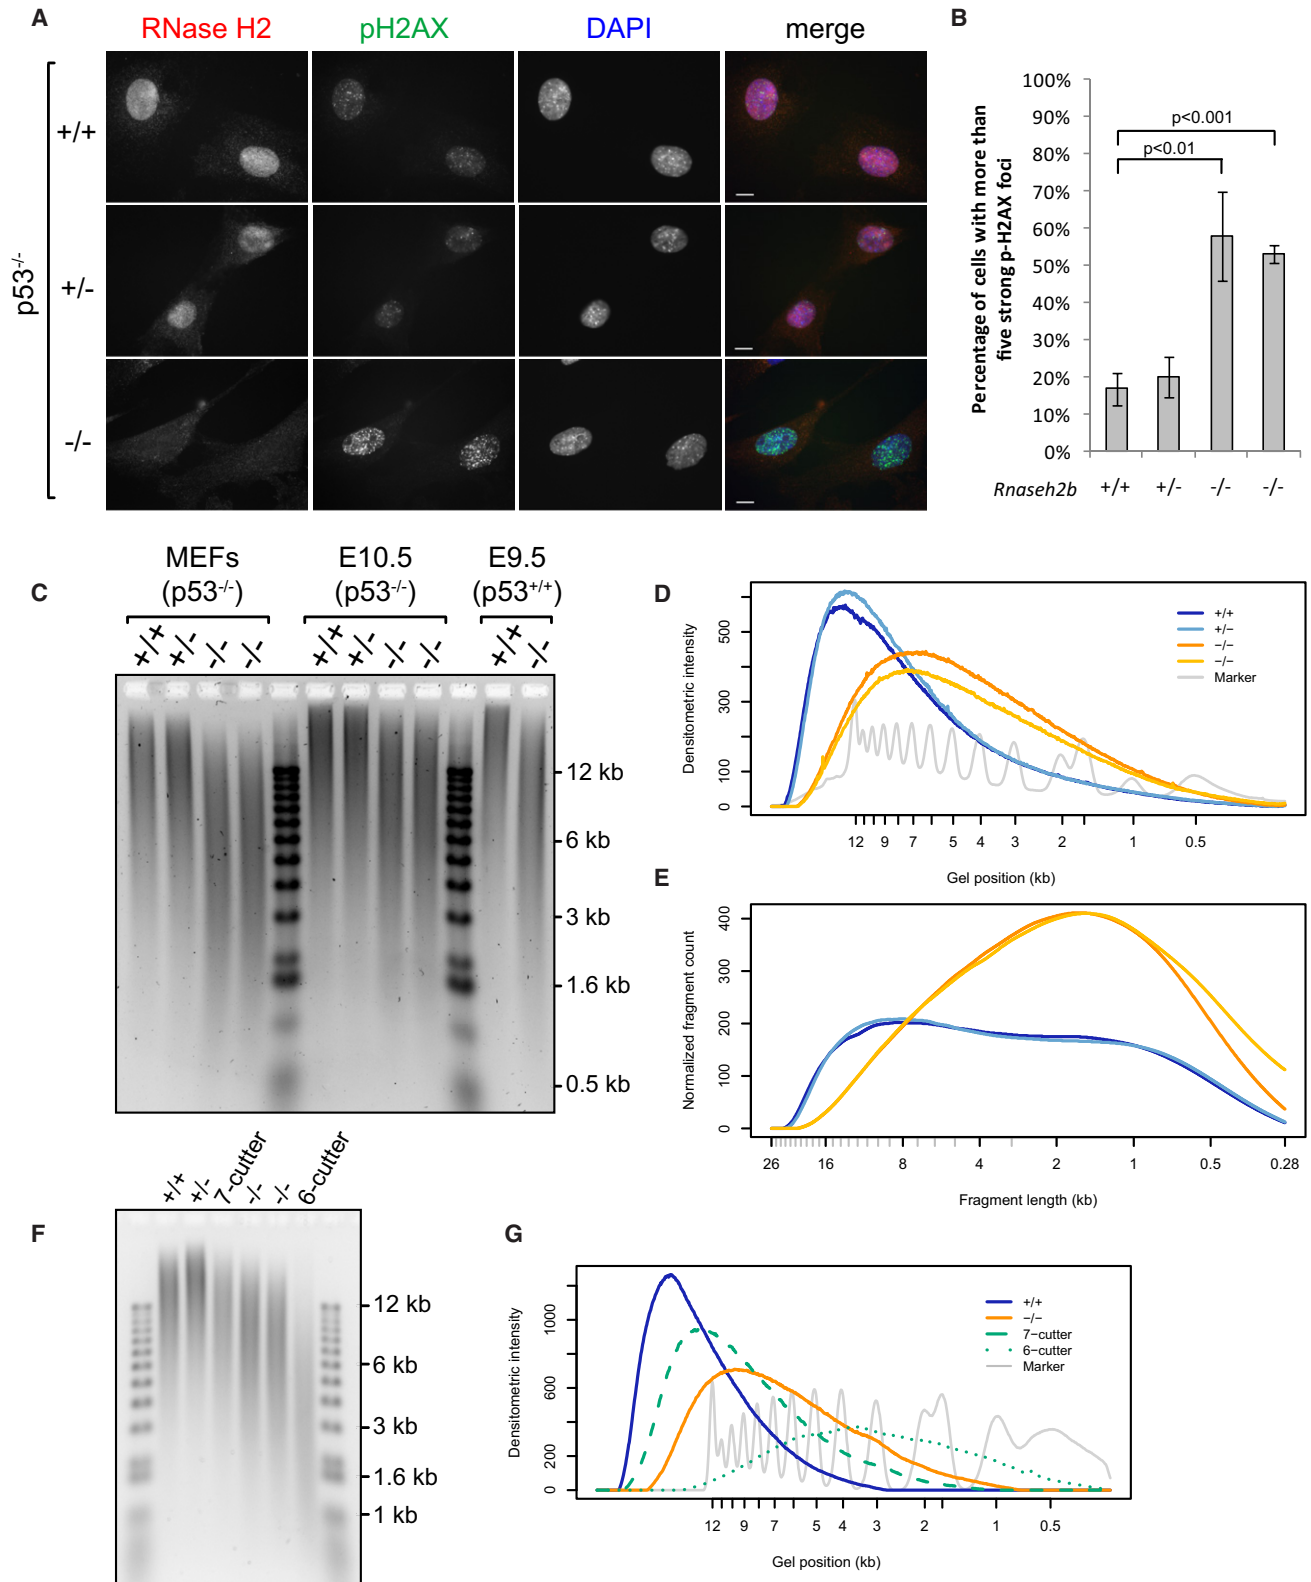 A
RNase H2
pH2AX
DAPI
merge
p53-/-
+/+
+/-
-/-
B
Percentage of cells with more than
five strong p-H2AX foci
100%
90%
80%
70%
60%
50%
40%
30%
20%
10%
0%
p<0.001
p<0.01
Rnaseh2b
+/+
+/-
-/-
-/-
C
MEFs
(p53-/-)
E10.5
(p53-/-)
E9.5
(p53+/+)
+/+
+/-
-/-
-/-
+/+
+/-
-/-
-/-
+/+
-/-
12 kb
6 kb
3 kb
1.6 kb
0.5 kb
D
Densitometric intensity
500
300
100
0
+/+
+/−
−/−
−/−
Marker
12 9 7 5 4 3 2 1 0.5
Gel position (kb)
E
Normalized fragment count
400
300
200
100
0
26 16 8 4 2 1 0.5 0.28
Fragment length (kb)
F
+/+
+/-
7-cutter
-/-
-/-
6-cutter
12 kb
6 kb
3 kb
1.6 kb
1 kb
G
Densitometric intensity
1000
600
200
0
+/+
−/−
7−cutter
6−cutter
Marker
12 9 7 5 4 3 2 1 0.5
Gel position (kb)